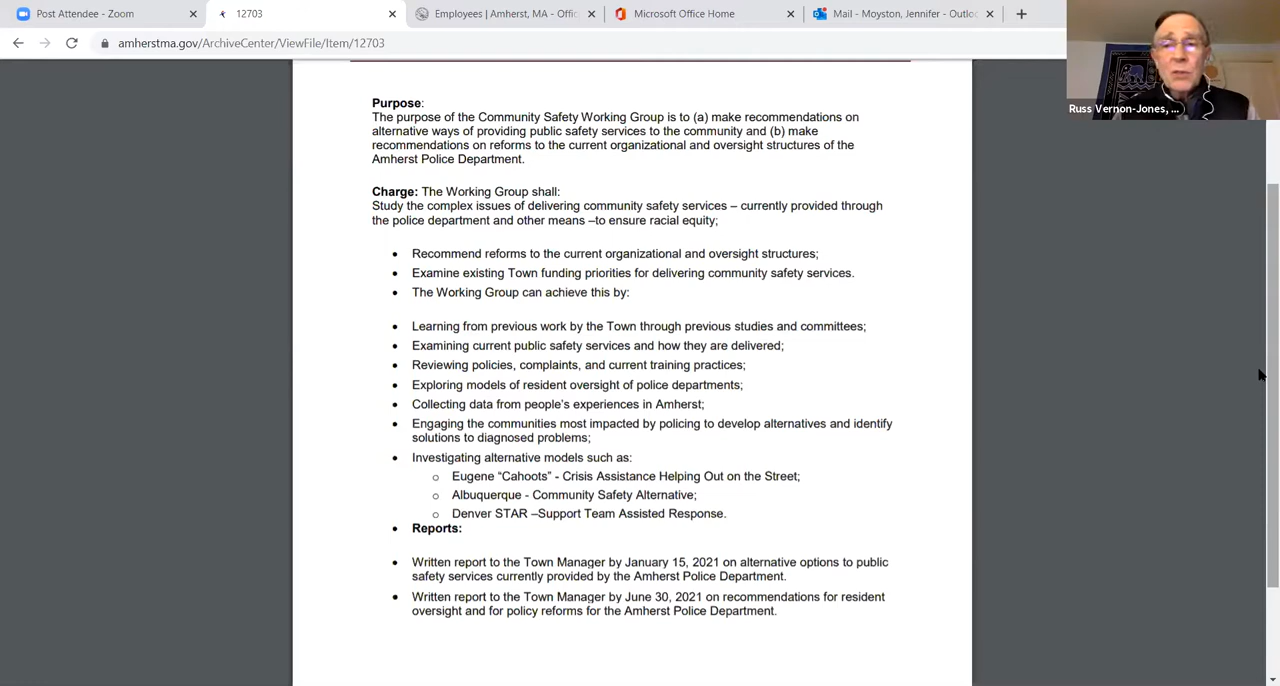 Post Attendee - Zoom
12703
Employees | Amherst, MA - Offic
Microsoft Office Home
Mail - Moyston, Jennifer - Outlo
amherstma.gov/ArchiveCenter/ViewFile/Item/12703
Russ Vernon-Jones, ...
Purpose:
The purpose of the Community Safety Working Group is to (a) make recommendations on
alternative ways of providing public safety services to the community and (b) make
recommendations on reforms to the current organizational and oversight structures of the
Amherst Police Department.
Charge: The Working Group shall:
Study the complex issues of delivering community safety services – currently provided through
the police department and other means –to ensure racial equity;
• Recommend reforms to the current organizational and oversight structures;
• Examine existing Town funding priorities for delivering community safety services.
• The Working Group can achieve this by:
• Learning from previous work by the Town through previous studies and committees;
• Examining current public safety services and how they are delivered;
• Reviewing policies, complaints, and current training practices;
• Exploring models of resident oversight of police departments;
• Collecting data from people's experiences in Amherst;
• Engaging the communities most impacted by policing to develop alternatives and identify
solutions to diagnosed problems;
• Investigating alternative models such as:
o Eugene “Cahoots” - Crisis Assistance Helping Out on the Street;
o Albuquerque - Community Safety Alternative;
o Denver STAR –Support Team Assisted Response.
• Reports:
• Written report to the Town Manager by January 15, 2021 on alternative options to public
safety services currently provided by the Amherst Police Department.
• Written report to the Town Manager by June 30, 2021 on recommendations for resident
oversight and for policy reforms for the Amherst Police Department.